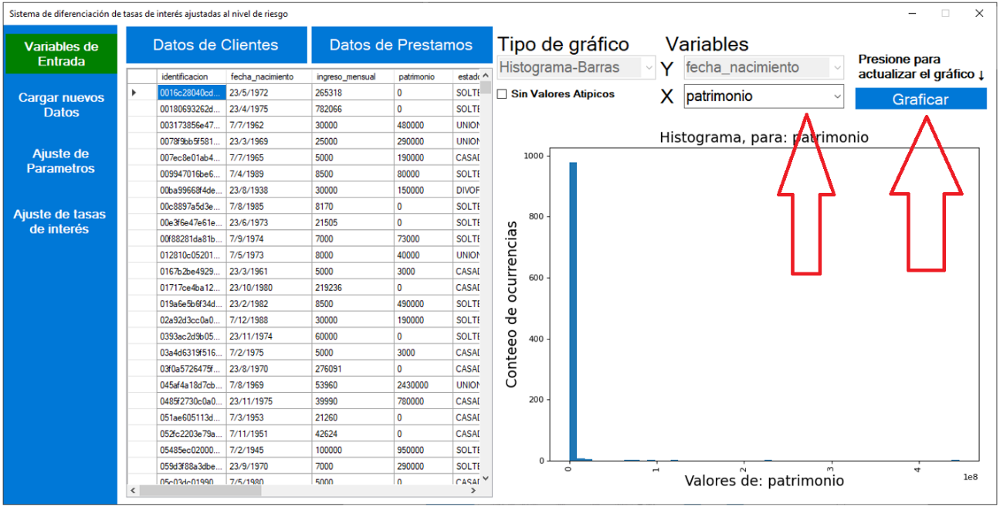 Sistema de diferenciación de tasas de interés ajustadas al nivel de riesgo
Variables de
Entrada
Cargar nuevos
Datos
Ajuste de
Parametros
Ajuste de tasas
de interés
Datos de Clientes
Datos de Prestamos
identificacion fecha_nacimiento ingreso_mensual patrimonio estado
0016c28040cd... 23/5/1972 265318 0 SOLTE
00180693262d... 23/4/1975 782066 0 SOLTE
003173856e47... 7/7/1962 30000 480000 UNION
0078f9bb5f581... 23/3/1969 25000 290000 UNION
007ec8e01ab4... 7/7/1965 5000 190000 CASAD
009947016be6... 7/4/1989 8500 80000 SOLTE
00ba99668f4de... 23/8/1938 30000 150000 DIVOR
00c8897a5d3e... 7/8/1985 8170 0 SOLTE
00e3f6e47e61e... 23/6/1973 21505 0 SOLTE
00f88281da81b... 7/9/1974 7000 73000 SOLTE
012810c05201... 7/5/1973 8000 40000 UNION
0167b2be4929... 23/3/1961 5000 3000 CASAD
01717ce4ba12... 23/10/1980 219236 0 CASAD
019a6e5b6f34d... 23/2/1982 8500 490000 SOLTE
02a92d3cc0a0... 7/12/1988 30000 190000 SOLTE
0393ac2d9b05... 23/11/1974 60000 0 SOLTE
03a4d6319f516... 7/2/1975 5000 3000 CASAD
03f0a5726475f... 23/8/1970 276091 0 CASAD
045af4a18d7cb... 7/8/1969 53960 2430000 UNION
0485f2730c0a0... 23/11/1975 39990 780000 CASAD
051ae605113d... 7/3/1953 21260 0 CASAD
052fc2203e79a... 7/11/1951 42624 0 CASAD
05485ec02000... 7/2/1945 100000 950000 SOLTE
059d3f88a3dbe... 23/9/1970 7000 290000 SOLTE
05c03dc01990... 7/5/1980 5000 0 CASAD
Tipo de gráfico
Histograma-Barras
Sin Valores Atipicos
Variables
Y fecha_nacimiento
X patrimonio
Presione para
actualizar el gráfico ↓
Graficar
Histograma, para: patrimonio
Conteeo de ocurrencias
1000
800
600
400
200
0
0 1 2 3 4
1e8
Valores de: patrimonio